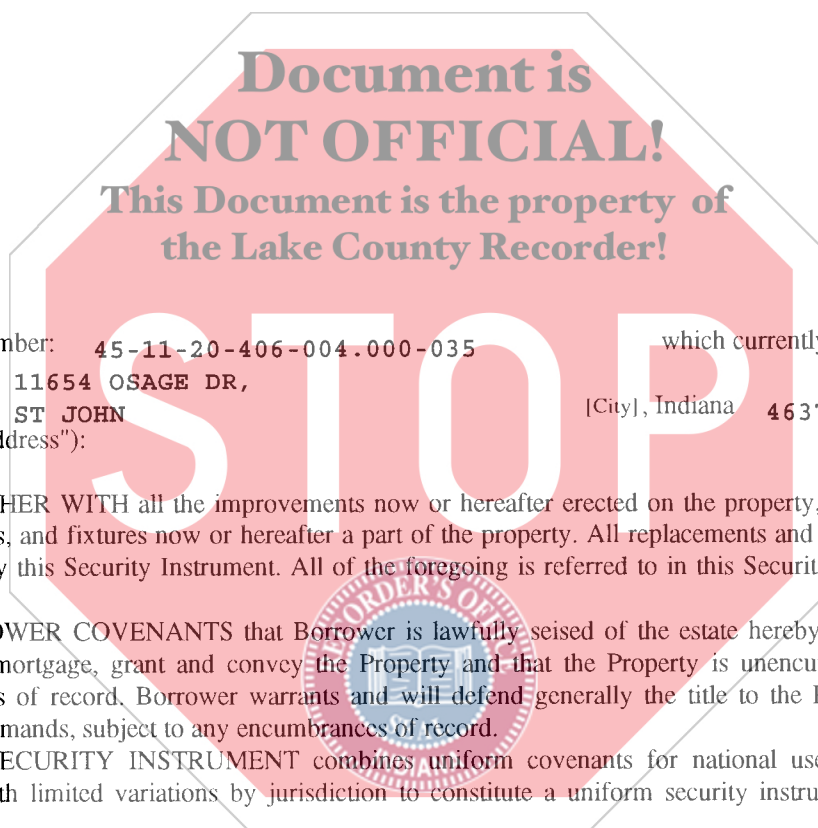 Document is
NOT OFFICIAL!
This Document is the property of
the Lake County Recorder!
STOP
mber: 45-11-20-406-004.000-035 which currently
11654 OSAGE DR,
ST JOHN [City], Indiana 4637
ddress"):
HER WITH all the improvements now or hereafter erected on the property,
s, and fixtures now or hereafter a part of the property. All replacements and
y this Security Instrument. All of the foregoing is referred to in this Securit
OWER COVENANTS that Borrower is lawfully seised of the estate hereby
mortgage, grant and convey the Property and that the Property is unencu
s of record. Borrower warrants and will defend generally the title to the
mands, subject to any encumbrances of record.
ECURITY INSTRUMENT combines uniform covenants for national use
th limited variations by jurisdiction to constitute a uniform security instru
SEAL